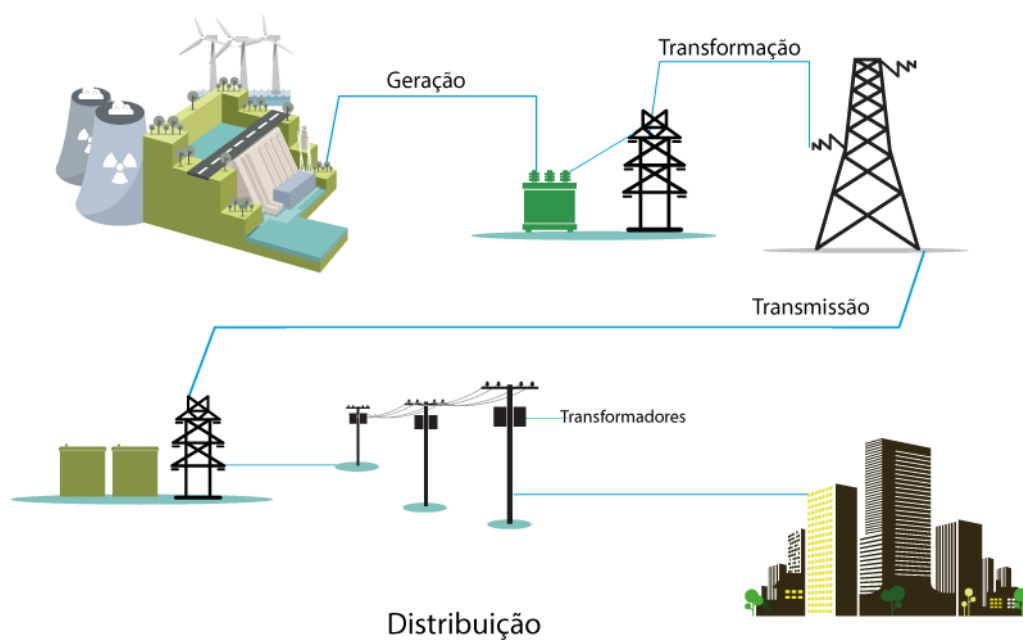 Transformação
Geração
Transmissão
Transformadores
Distribuição